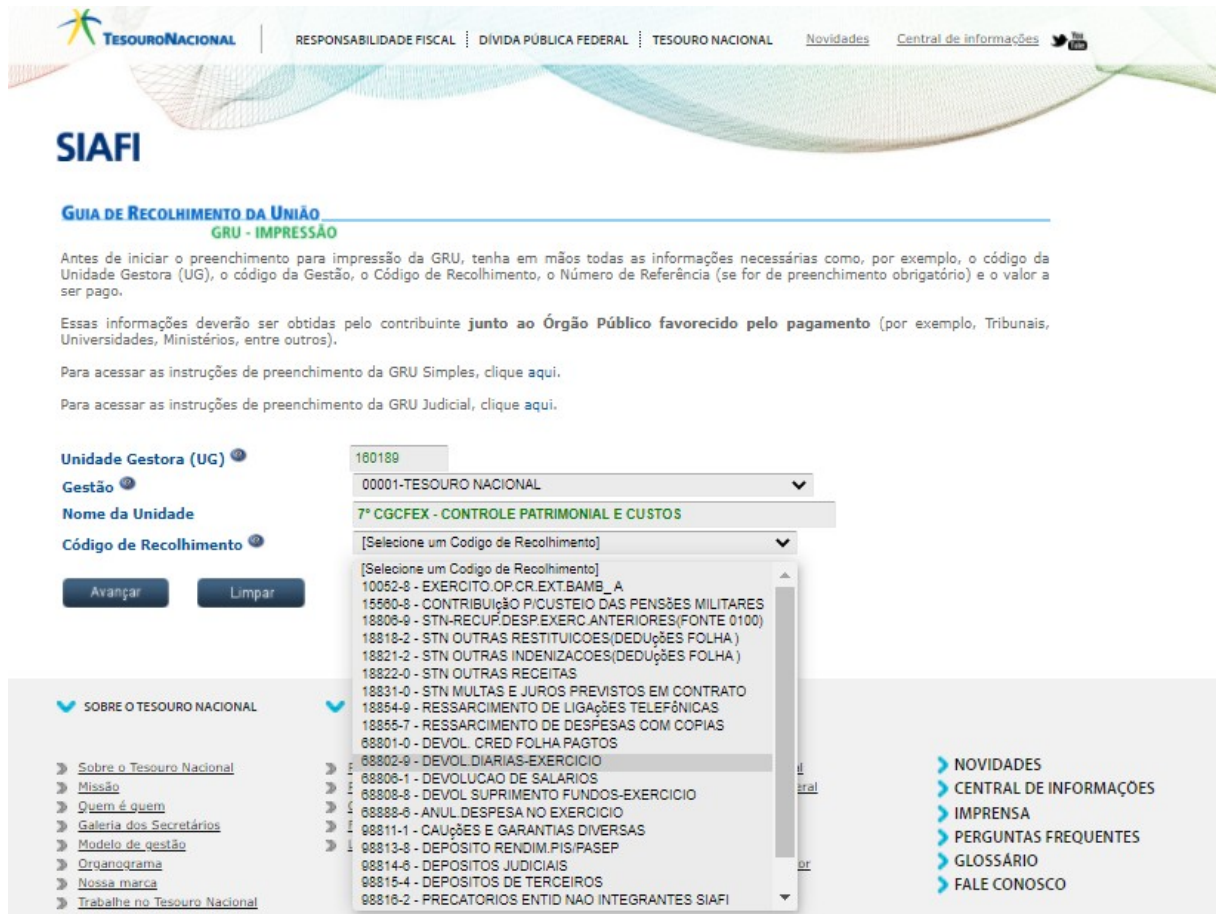 TESOURONACIONAL
RESPONSABILIDADE FISCAL
DÍVIDA PÚBLICA FEDERAL
TESOURO NACIONAL
Novidades
Central de informações
You Tube
SIAFI
GUIA DE RECOLHIMENTO DA UNIÃO
GRU - IMPRESSÃO
Antes de iniciar o preenchimento para impressão da GRU, tenha em mãos todas as informações necessárias como, por exemplo, o código da
Unidade Gestora (UG), o código da Gestão, o Código de Recolhimento, o Número de Referência (se for de preenchimento obrigatório) e o valor a
ser pago.
Essas informações deverão ser obtidas pelo contribuinte junto ao Órgão Público favorecido pelo pagamento (por exemplo, Tribunais,
Universidades, Ministérios, entre outros).
Para acessar as instruções de preenchimento da GRU Simples, clique aqui.
Para acessar as instruções de preenchimento da GRU Judicial, clique aqui.
Unidade Gestora (UG)
160189
Gestão
00001-TESOURO NACIONAL
Nome da Unidade
7º CGCFEX - CONTROLE PATRIMONIAL E CUSTOS
Código de Recolhimento
[Selecione um Codigo de Recolhimento]
Avançar
Limpar
[Selecione um Codigo de Recolhimento]
10052-8 - EXERCITO.OP.CR.EXT.BAMB_ A
15560-8 - CONTRIBUIçãO P/CUSTEIO DAS PENSõES MILITARES
18806-9 - STN-RECUP.DESP.EXERC.ANTERIORES(FONTE 0100)
18818-2 - STN OUTRAS RESTITUICOES(DEDUçõES FOLHA )
18821-2 - STN OUTRAS INDENIZACOES(DEDUçõES FOLHA )
18822-0 - STN OUTRAS RECEITAS
18831-0 - STN MULTAS E JUROS PREVISTOS EM CONTRATO
18854-9 - RESSARCIMENTO DE LIGAçõES TELEFôNICAS
18855-7 - RESSARCIMENTO DE DESPESAS COM COPIAS
68801-0 - DEVOL. CRED FOLHA PAGTOS
68802-9 - DEVOL.DIARIAS-EXERCICIO
68806-1 - DEVOLUCAO DE SALARIOS
68808-8 - DEVOL SUPRIMENTO FUNDOS-EXERCICIO
68888-6 - ANUL.DESPESA NO EXERCICIO
98811-1 - CAUçõES E GARANTIAS DIVERSAS
98813-8 - DEPOSITO RENDIM.PIS/PASEP
98814-6 - DEPOSITOS JUDICIAIS
98815-4 - DEPOSITOS DE TERCEIROS
98816-2 - PRECATORIOS ENTID NAO INTEGRANTES SIAFI
SOBRE O TESOURO NACIONAL
Sobre o Tesouro Nacional
Missão
Quem é quem
Galeria dos Secretários
Modelo de gestão
Organograma
Nossa marca
Trabalhe no Tesouro Nacional
NOVIDADES
CENTRAL DE INFORMAÇÕES
IMPRENSA
PERGUNTAS FREQUENTES
GLOSSÁRIO
FALE CONOSCO